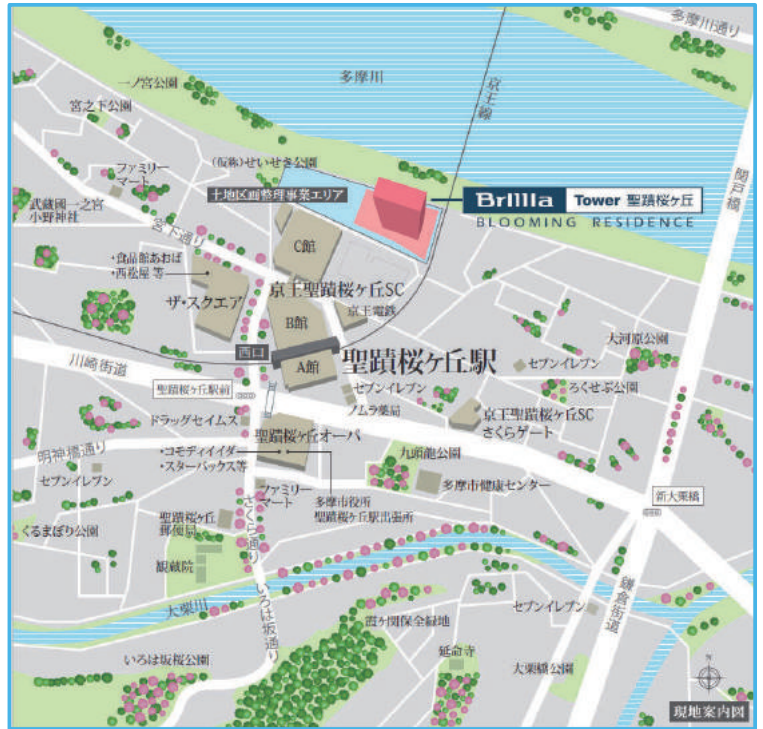 多摩川通り
多摩川
京王線
一ノ宮公園
宮之下公園
(仮称)せいせき公園
ファミリー
マート
土地区画整理事業エリア
Brillia Tower 聖蹟桜ヶ丘
BLOOMING RESIDENCE
関戸橋
武蔵國一之宮
小野神社
宮下通り
C館
・食品館あおば
・西松屋 等
京王聖蹟桜ヶ丘SC
ザ・スクエア
B館
京王電鉄
西口
聖蹟桜ヶ丘駅
大河原公園
A館
川崎街道
セブンイレブン
セブンイレブン
ろくせぶ公園
聖蹟桜ヶ丘駅前
ノムラ薬局
京王聖蹟桜ヶ丘SC
さくらゲート
ドラッグセイムス
聖蹟桜ヶ丘オーパ
明神橋通り
・コモディイイダ
・スターバックス等
九頭龍公園
セブンイレブン
ファミリー
マート
多摩市役所
聖蹟桜ヶ丘駅出張所
多摩市健康センター
新大栗橋
さくら通り
くるまぼり公園
聖蹟桜ヶ丘
郵便局
観蔵院
大栗川
いろは坂通り
セブンイレブン
鎌倉街道
霞ヶ関保全緑地
延命寺
いろは坂桜公園
大栗橋公園
N
現地案内図